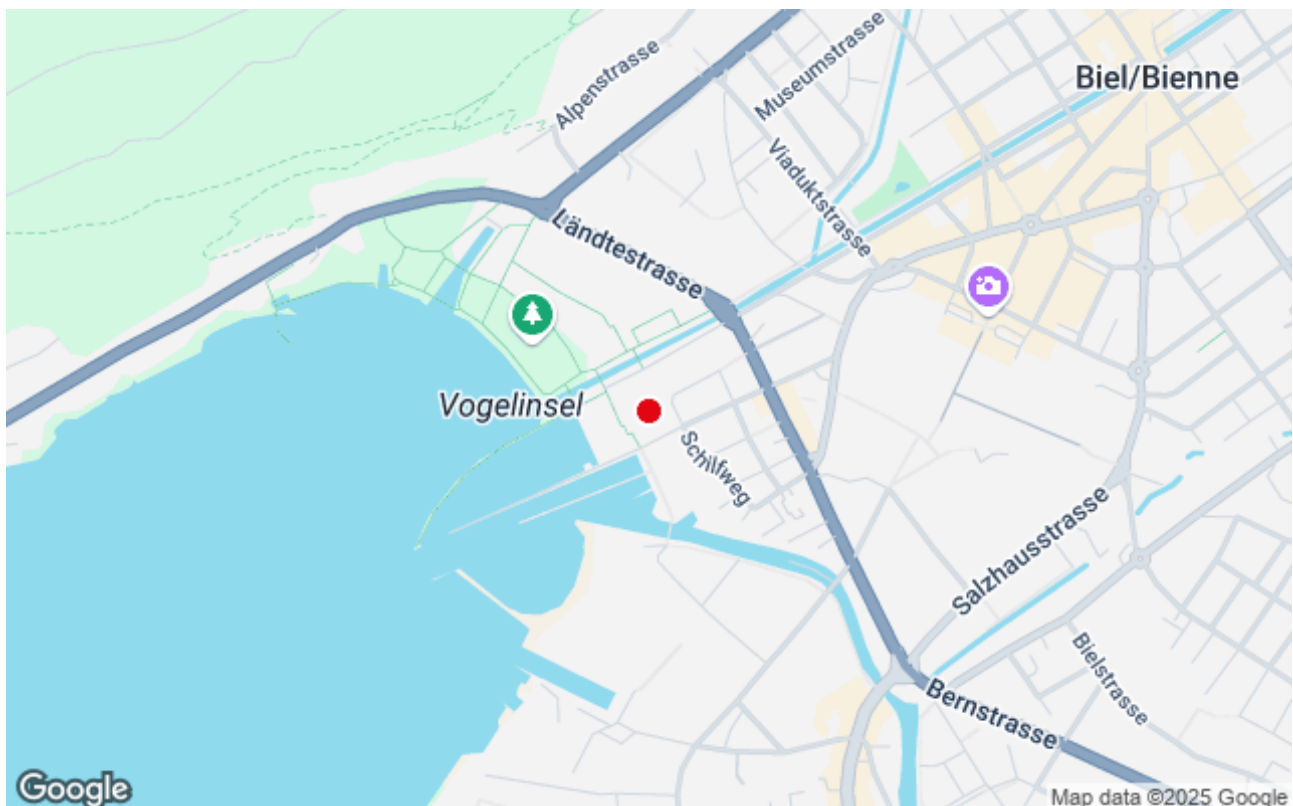 Alpenstrasse
Museumstrasse
Biel/Bienne
Viaduktstrasse
Ländtestrasse
Vogelinsel
Schilfweg
Salzhausstrasse
Bielstrasse
Bernstrasse
Google
Map data ©2025 Google